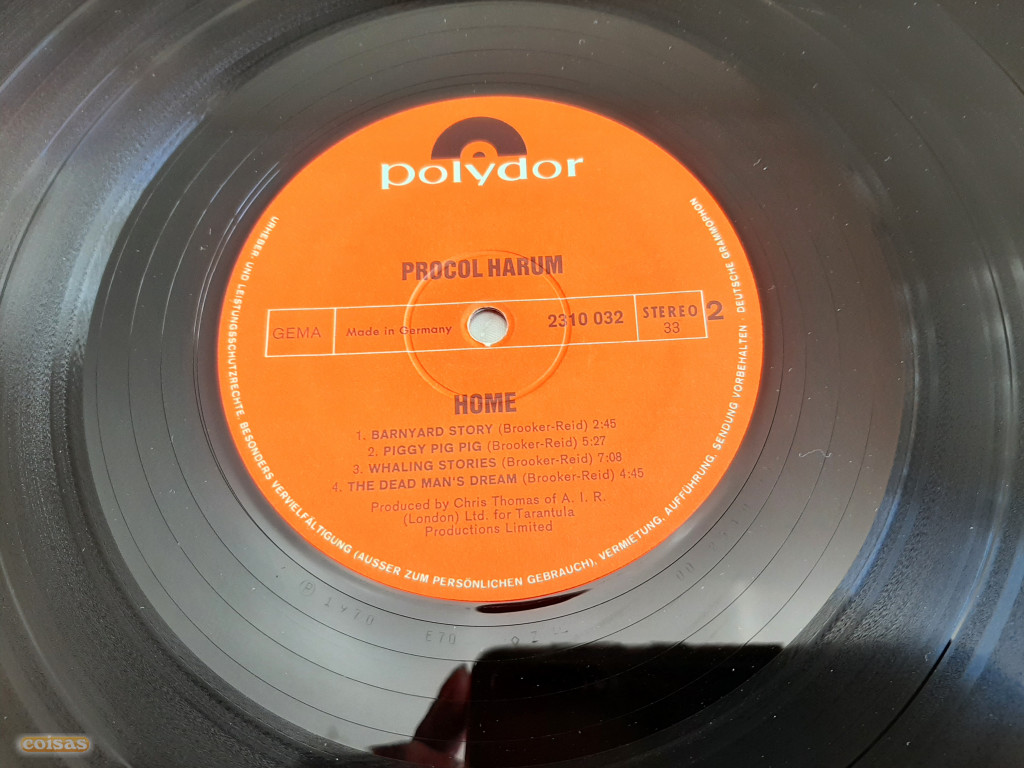 polydor
PROCOL HARUM
GEMA
Made in Germany
2310 032
STEREO
33
2
HOME
1. BARNYARD STORY (Brooker-Reid) 2:45
2. PIGGY PIG PIG (Brooker-Reid) 5:27
3. WHALING STORIES (Brooker-Reid) 7:08
4. THE DEAD MAN'S DREAM (Brooker-Reid) 4:45
Produced by Chris Thomas of A. I. R.
(London) Ltd. for Tarantula
Productions Limited
URHEBER- UND LEISTUNGSSCHUTZRECHTE, BESONDERS VERVIELFÄLTIGUNG (AUSSER ZUM PERSÖNLICHEN GEBRAUCH), VERMIETUNG, AUFFÜHRUNG, SENDUNG VORBEHALTEN · DEUTSCHE GRAMMOPHON
Ⓟ 1970 E70
coisas